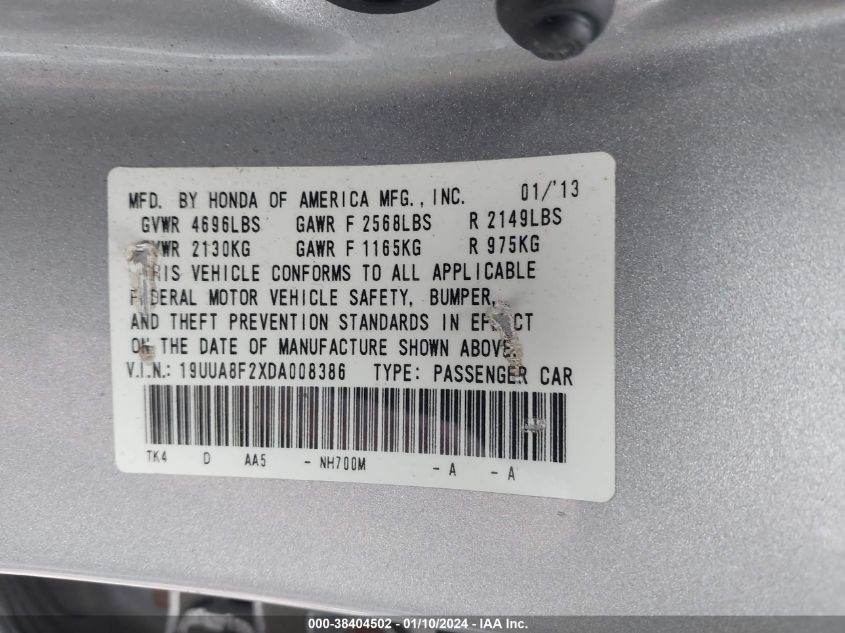 MFD. BY HONDA OF AMERICA MFG., INC. 01/'13
GVWR 4696LBS GAWR F 2568LBS R 2149LBS
GVWR 2130KG GAWR F 1165KG R 975KG
THIS VEHICLE CONFORMS TO ALL APPLICABLE
FEDERAL MOTOR VEHICLE SAFETY, BUMPER,
AND THEFT PREVENTION STANDARDS IN EFFECT
ON THE DATE OF MANUFACTURE SHOWN ABOVE.
V.I.N.: 19UUA8F2XDA008386 TYPE: PASSENGER CAR
TK4 D AA5 - NH700M - A - A
000-38404502 - 01/10/2024 - IAA Inc.